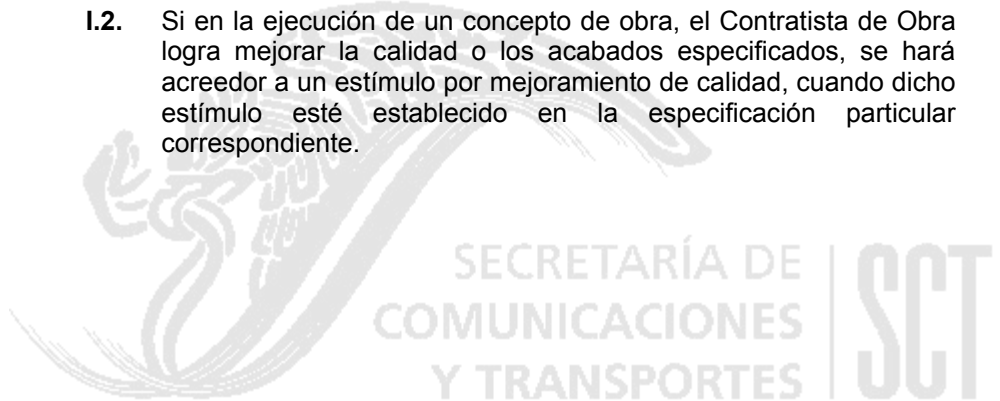 I.2. Si en la ejecución de un concepto de obra, el Contratista de Obra
logra mejorar la calidad o los acabados especificados, se hará
acreedor a un estímulo por mejoramiento de calidad, cuando dicho
estímulo esté establecido en la especificación particular
correspondiente.
SECRETARÍA DE
COMUNICACIONES
Y TRANSPORTES
SCT